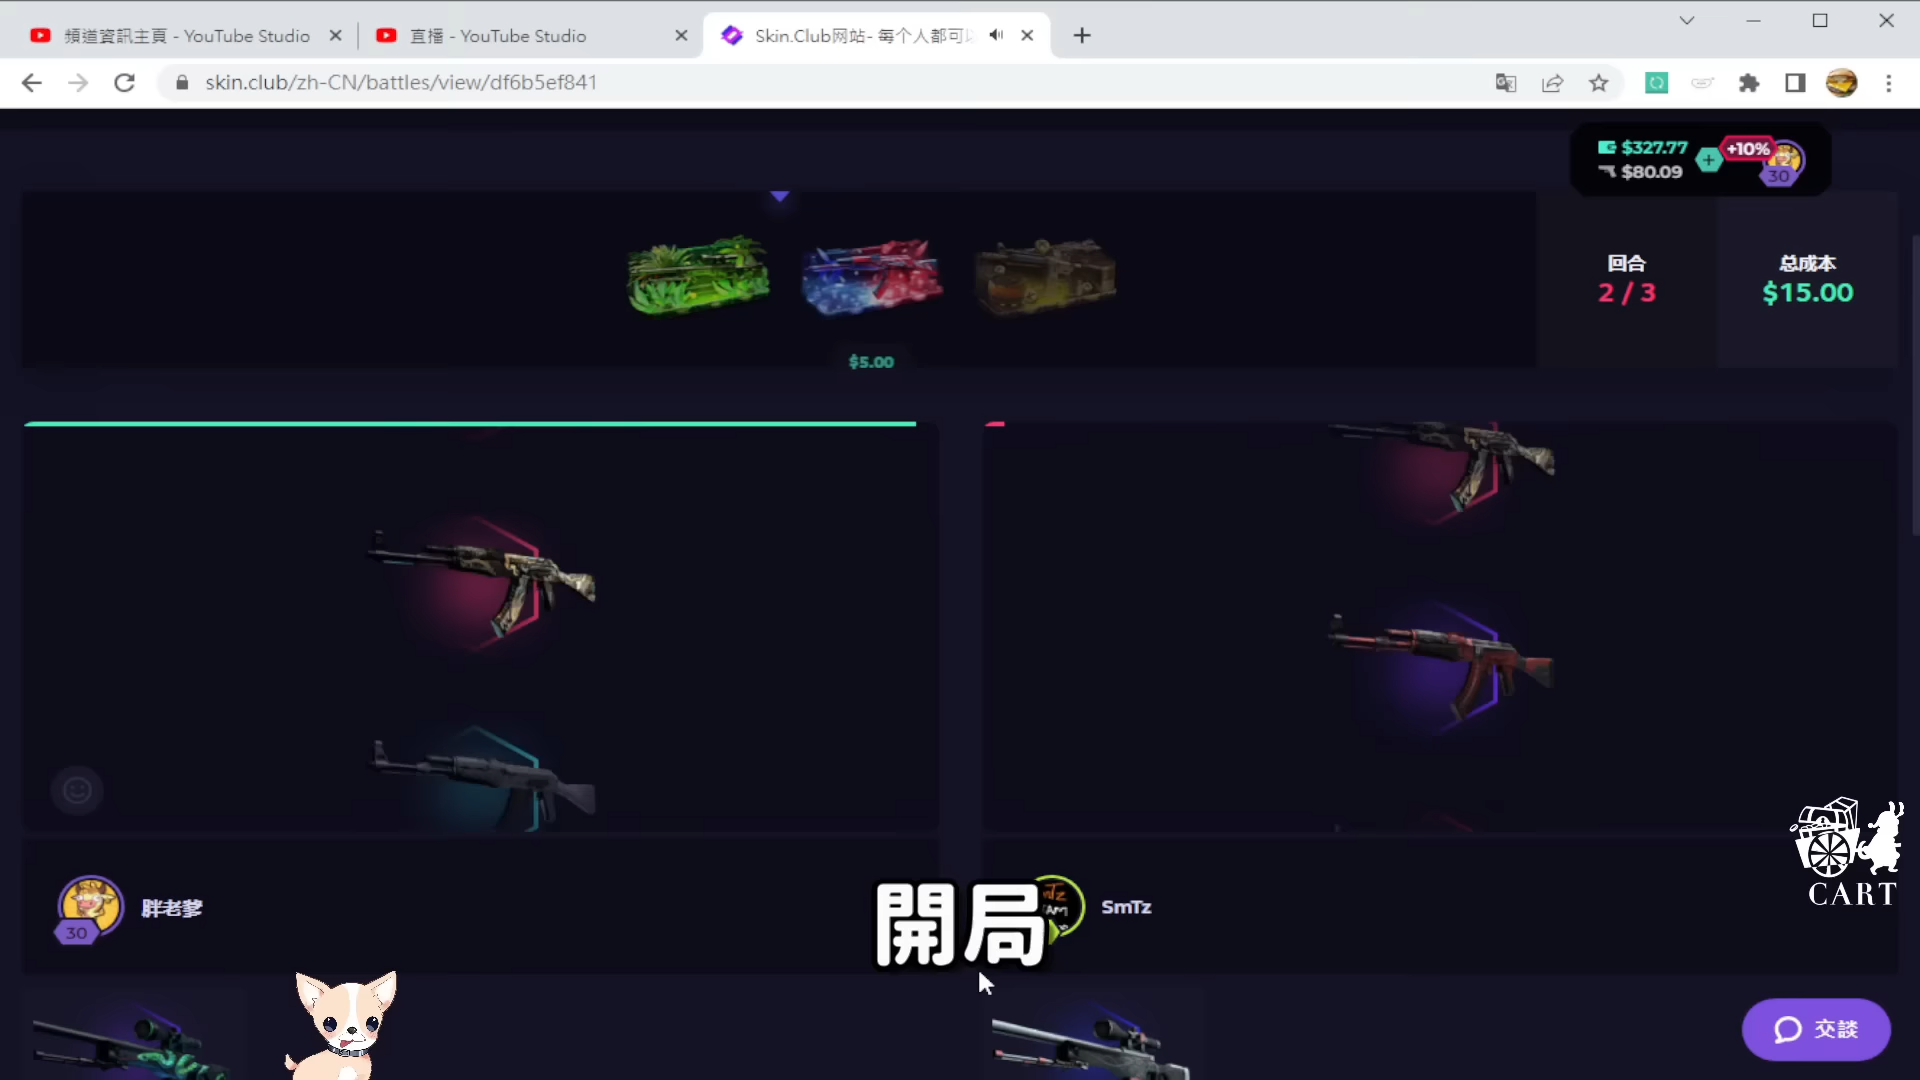 頻道資訊主頁 - YouTube Studio
直播 - YouTube Studio
Skin.Club网站- 每个人都可
skin.club/zh-CN/battles/view/df6b5ef841
$327.77
+10%
$80.09
30
回合
2 / 3
总成本
$15.00
$5.00
胖老爹
30
開局
SmTz
CART
交談